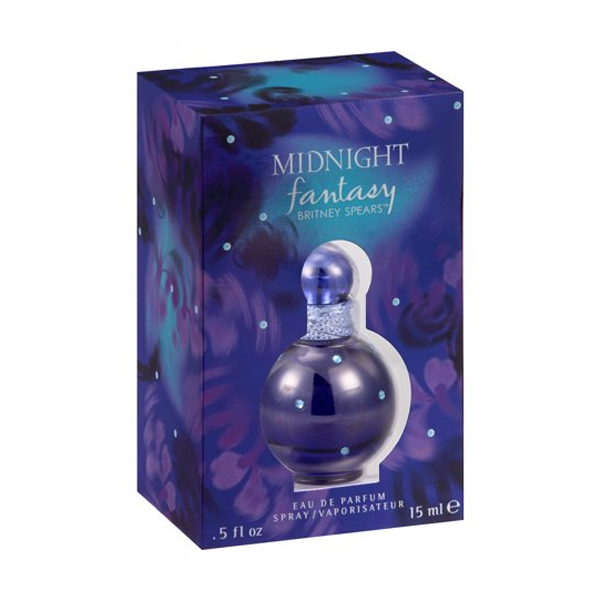 MIDNIGHT
fantasy
BRITNEY SPEARS™
EAU DE PARFUM
SPRAY/VAPORISATEUR
.5 fl oz
15 ml ℮